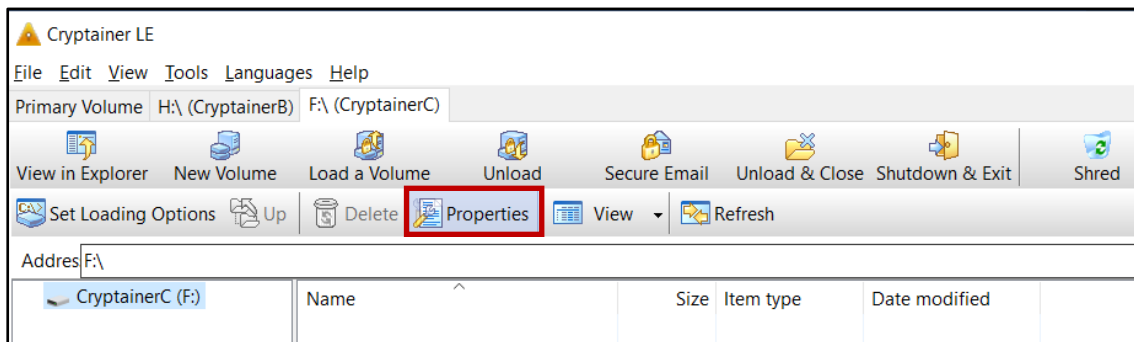 Cryptainer LE
File Edit View Tools Languages Help
Primary Volume H:\ (CryptainerB) F:\ (CryptainerC)
View in Explorer New Volume Load a Volume Unload Secure Email Unload & Close Shutdown & Exit Shred
Set Loading Options Up Delete Properties View Refresh
Addres F:\
CryptainerC (F:) Name Size Item type Date modified